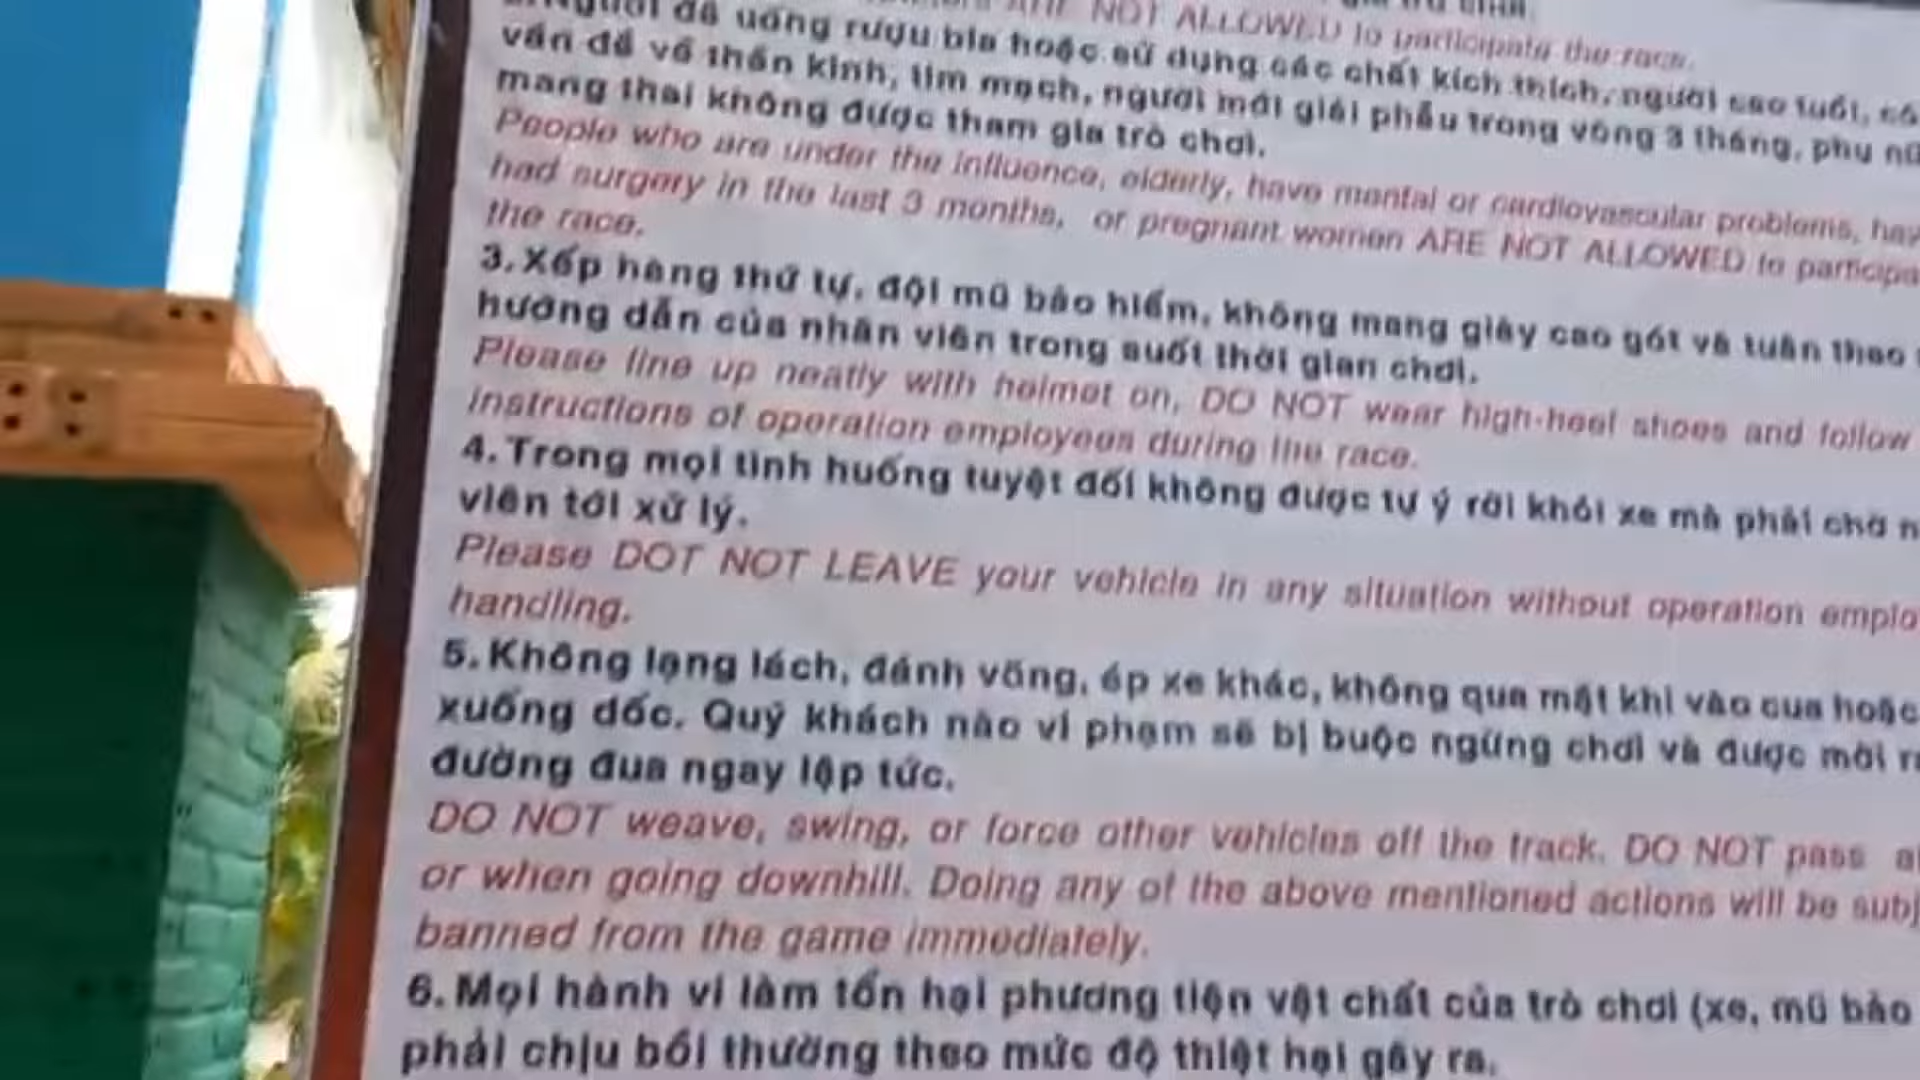 ARE NOT ALLOWED to participate the race.
Người đã uống rượu bia hoặc sử dụng các chất kích thích, người cao tuổi, có
vấn đề về thần kinh, tim mạch, người mới giải phẫu trong vòng 3 tháng, phụ nữ
mang thai không được tham gia trò chơi.
People who are under the influence, elderly, have mental or cardiovascular problems, hav
had surgery in the last 3 months, or pregnant women ARE NOT ALLOWED to participa
the race.
3. Xếp hàng thứ tự, đội mũ bảo hiểm, không mang giày cao gót và tuân theo
hướng dẫn của nhân viên trong suốt thời gian chơi.
Please line up neatly with helmet on, DO NOT wear high-heel shoes and follow
instructions of operation employees during the race.
4. Trong mọi tình huống tuyệt đối không được tự ý rời khỏi xe mà phải chờ n
viên tới xử lý.
Please DOT NOT LEAVE your vehicle in any situation without operation emplo
handling.
5. Không lạng lách, đánh võng, ép xe khác, không qua mặt khi vào cua hoặc
xuống dốc. Quý khách nào vi phạm sẽ bị buộc ngừng chơi và được mời r
đường đua ngay lập tức.
DO NOT weave, swing, or force other vehicles off the track. DO NOT pass a
or when going downhill. Doing any of the above mentioned actions will be subj
banned from the game immediately.
6. Mọi hành vi làm tổn hại phương tiện vật chất của trò chơi (xe, mũ bảo
phải chịu bồi thường theo mức độ thiệt hại gây ra.